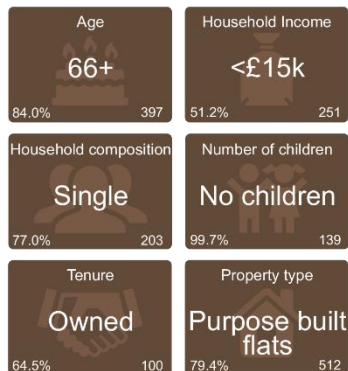 Age
66+
84.0% 397
Household Income
<£15k
51.2% 251
Household composition
Single
77.0% 203
Number of children
No children
99.7% 139
Tenure
Owned
64.5% 100
Property type
Purpose built
flats
79.4% 512